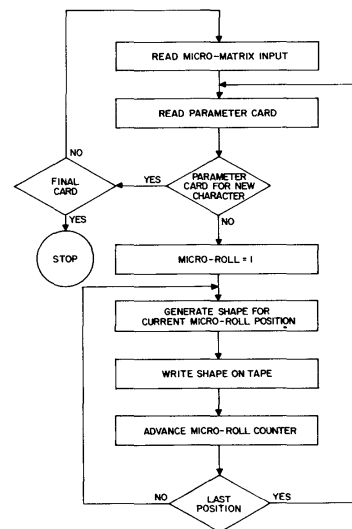 READ MICRO-MATRIX INPUT
READ PARAMETER CARD
NO
FINAL
CARD
YES
PARAMETER
CARD FOR NEW
CHARACTER
YES
NO
STOP
MICRO-ROLL = 1
GENERATE SHAPE FOR
CURRENT MICRO-ROLL POSITION
WRITE SHAPE ON TAPE
ADVANCE MICRO-ROLL COUNTER
NO
LAST
POSITION
YES